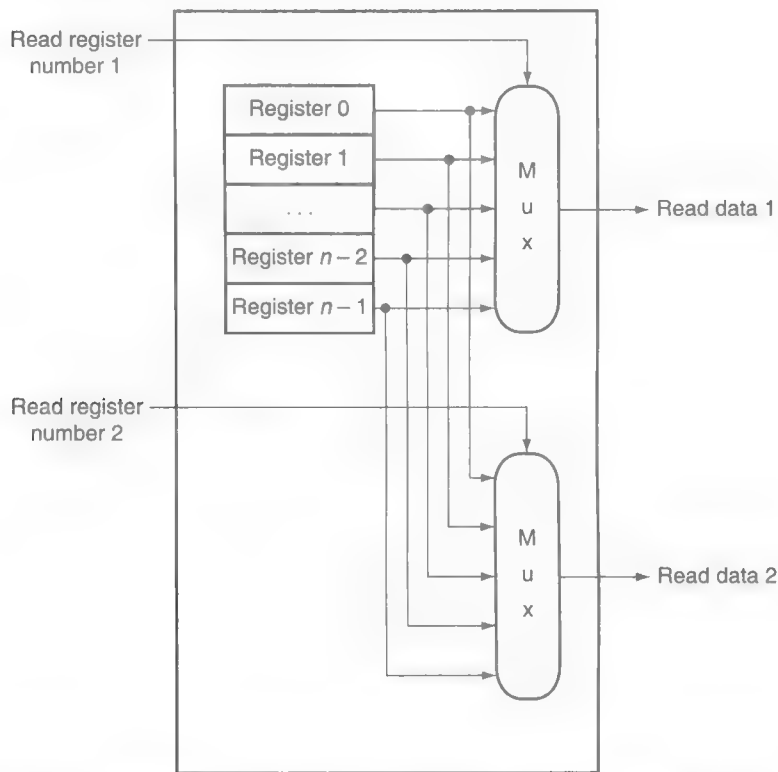 Read register
number 1
Register 0
Register 1
...
Register n – 2
Register n – 1
M
u
x
Read data 1
Read register
number 2
M
u
x
Read data 2